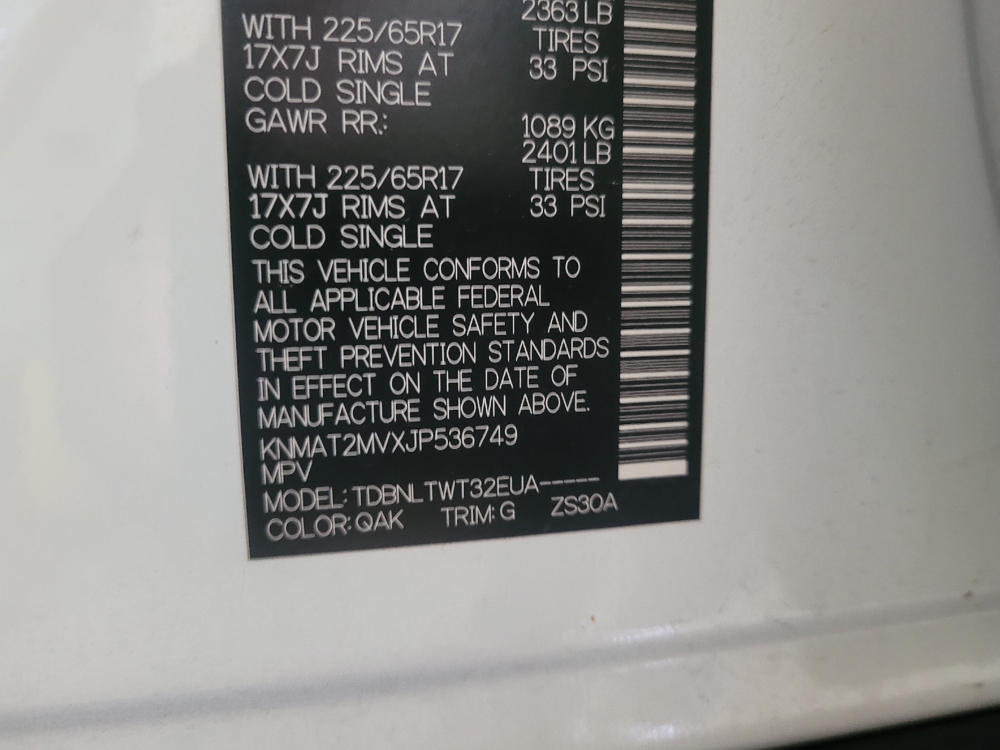 2363 LB
WITH 225/65R17 TIRES
17X7J RIMS AT 33 PSI
COLD SINGLE
GAWR RR.: 1089 KG
2401 LB
WITH 225/65R17 TIRES
17X7J RIMS AT 33 PSI
COLD SINGLE
THIS VEHICLE CONFORMS TO
ALL APPLICABLE FEDERAL
MOTOR VEHICLE SAFETY AND
THEFT PREVENTION STANDARDS
IN EFFECT ON THE DATE OF
MANUFACTURE SHOWN ABOVE.
KNMAT2MVXJP536749
MPV
MODEL: TDBNLTWT32EUA-----
COLOR: QAK TRIM: G ZS30A